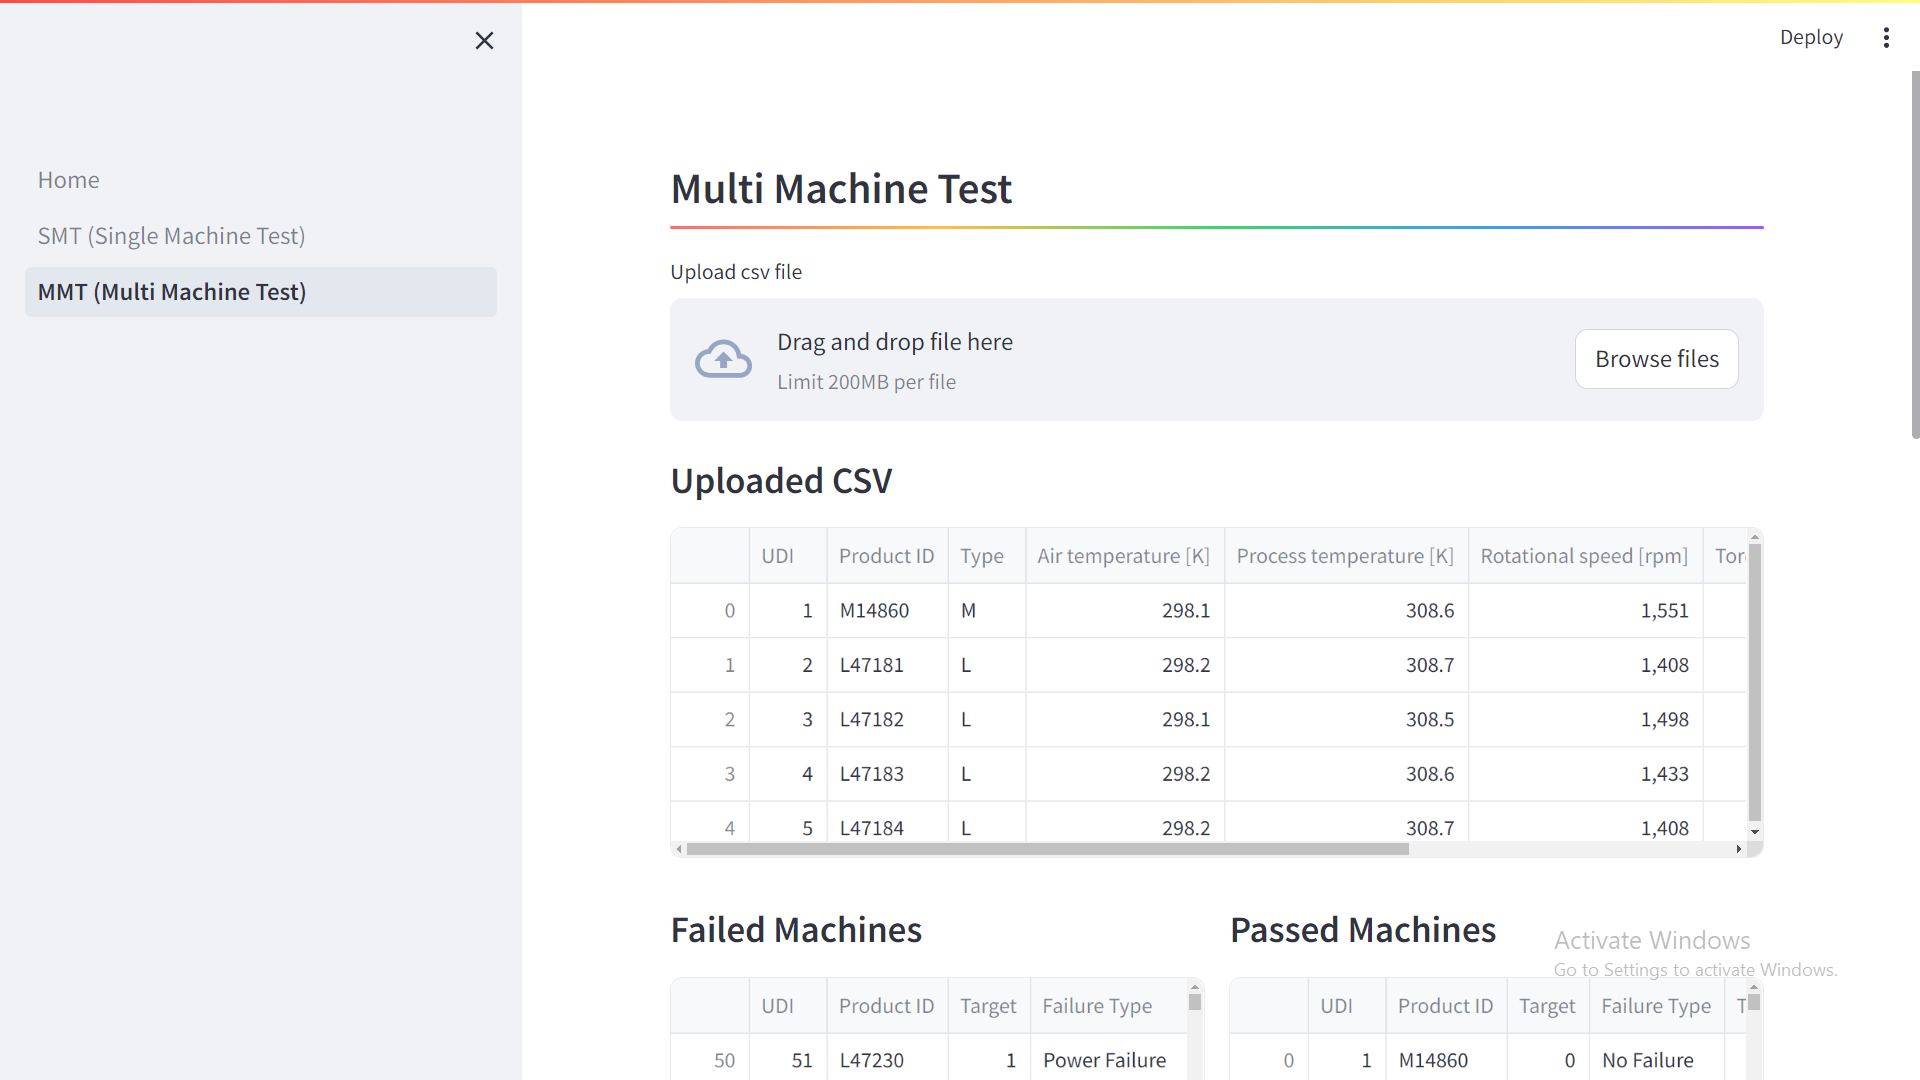 Deploy
Home
SMT (Single Machine Test)
MMT (Multi Machine Test)
Multi Machine Test
Upload csv file
Drag and drop file here
Limit 200MB per file
Browse files
Uploaded CSV
UDI Product ID Type Air temperature [K] Process temperature [K] Rotational speed [rpm] Tor
0 1 M14860 M 298.1 308.6 1,551
1 2 L47181 L 298.2 308.7 1,408
2 3 L47182 L 298.1 308.5 1,498
3 4 L47183 L 298.2 308.6 1,433
4 5 L47184 L 298.2 308.7 1,408
Failed Machines
UDI Product ID Target Failure Type
50 51 L47230 1 Power Failure
Passed Machines
UDI Product ID Target Failure Type T
0 1 M14860 0 No Failure
Activate Windows
Go to Settings to activate Windows.